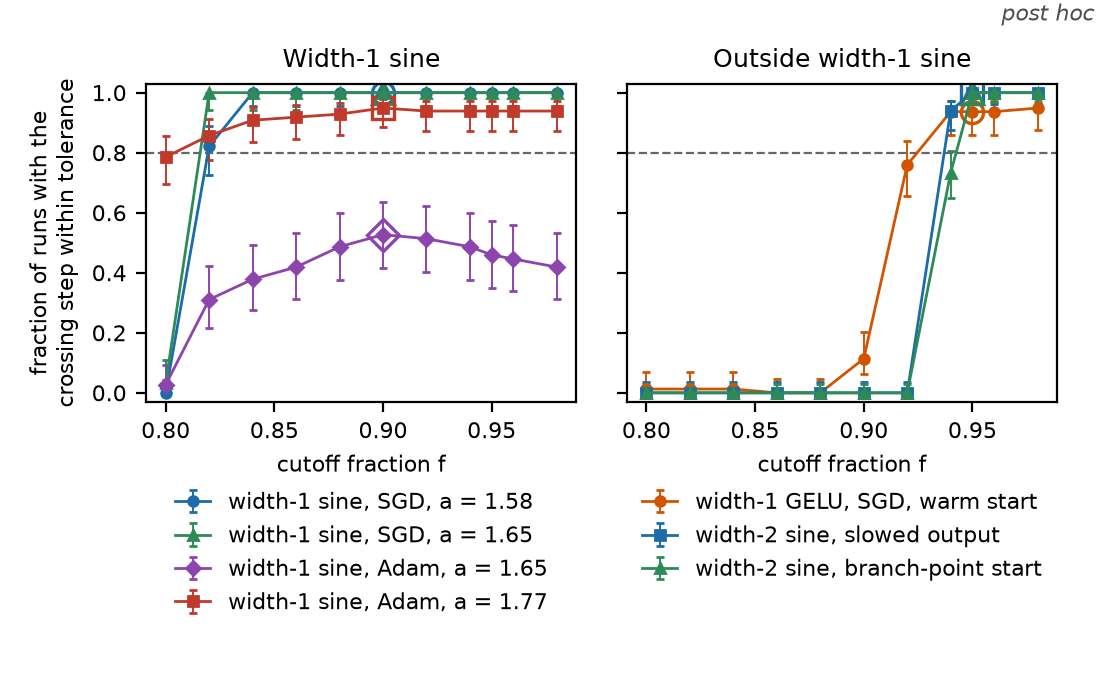 post hoc
Width-1 sine
Outside width-1 sine
fraction of runs with the
crossing step within tolerance
1.0
0.8
0.6
0.4
0.2
0.0
0.80 0.85 0.90 0.95
0.80 0.85 0.90 0.95
cutoff fraction f
cutoff fraction f
width-1 sine, SGD, a = 1.58
width-1 sine, SGD, a = 1.65
width-1 sine, Adam, a = 1.65
width-1 sine, Adam, a = 1.77
width-1 GELU, SGD, warm start
width-2 sine, slowed output
width-2 sine, branch-point start